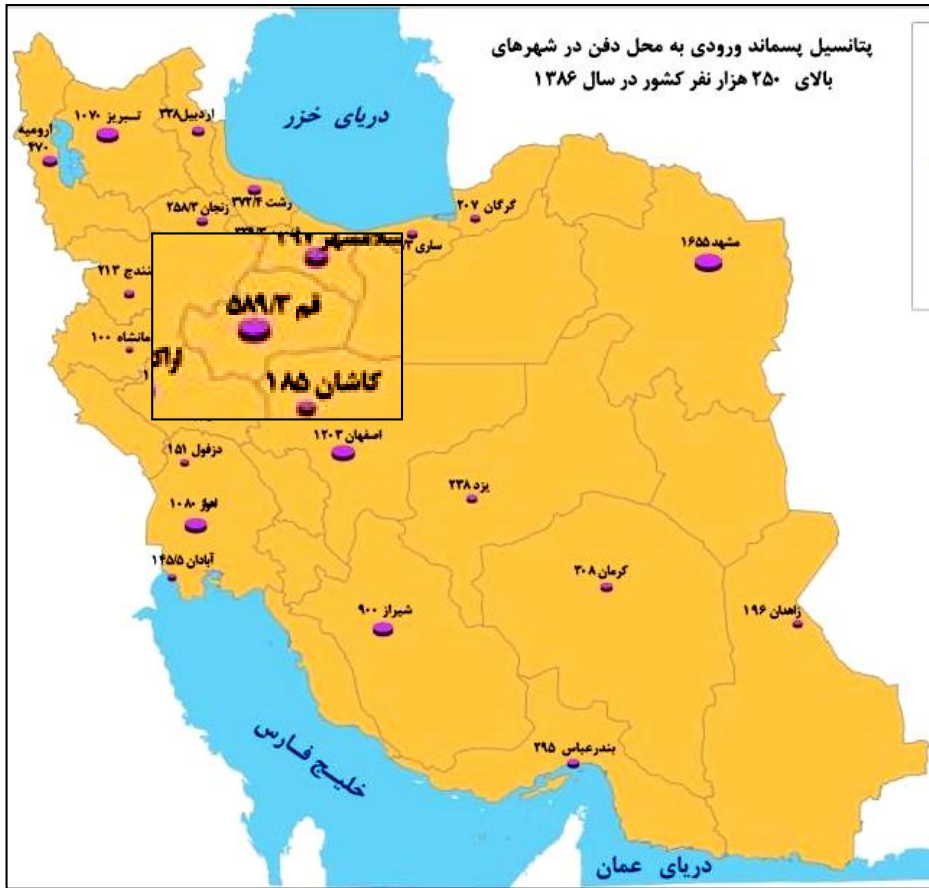 پتانسیل پسماند ورودی به محل دفن در شهرهای
بالای ۲۵۰ هزار نفر کشور در سال ۱۳۸۶
دریای خزر
اردبیل ۳۳۸
تبریز ۱۰۷۰
ارومیه
۴۷۰
رشت ۳۷۲/۴
زنجان ۲۵۸/۳
گرگان ۲۰۷
ساری
مشهد ۱۶۵۵
۲۱۳
قم ۵۸۹/۳
۱۰۰
کاشان ۱۸۵
اصفهان ۱۲۰۳
دزفول ۱۵۱
یزد ۲۳۸
اهواز ۱۰۸۰
آبادان ۱۴۵/۵
کرمان ۳۰۸
شیراز ۹۰۰
زاهدان ۱۹۶
بندرعباس ۲۹۵
خلیج فارس
دریای عمان